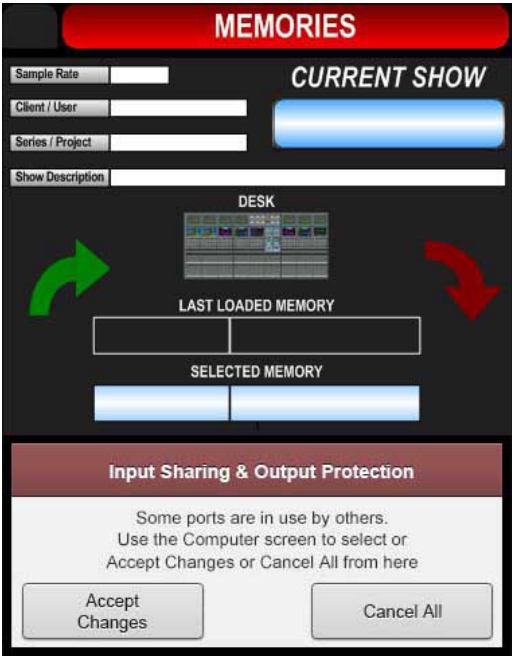 MEMORIES
Sample Rate
CURRENT SHOW
Client / User
Series / Project
Show Description
DESK
LAST LOADED MEMORY
SELECTED MEMORY
Input Sharing & Output Protection
Some ports are in use by others.
Use the Computer screen to select or
Accept Changes or Cancel All from here
Accept
Changes
Cancel All